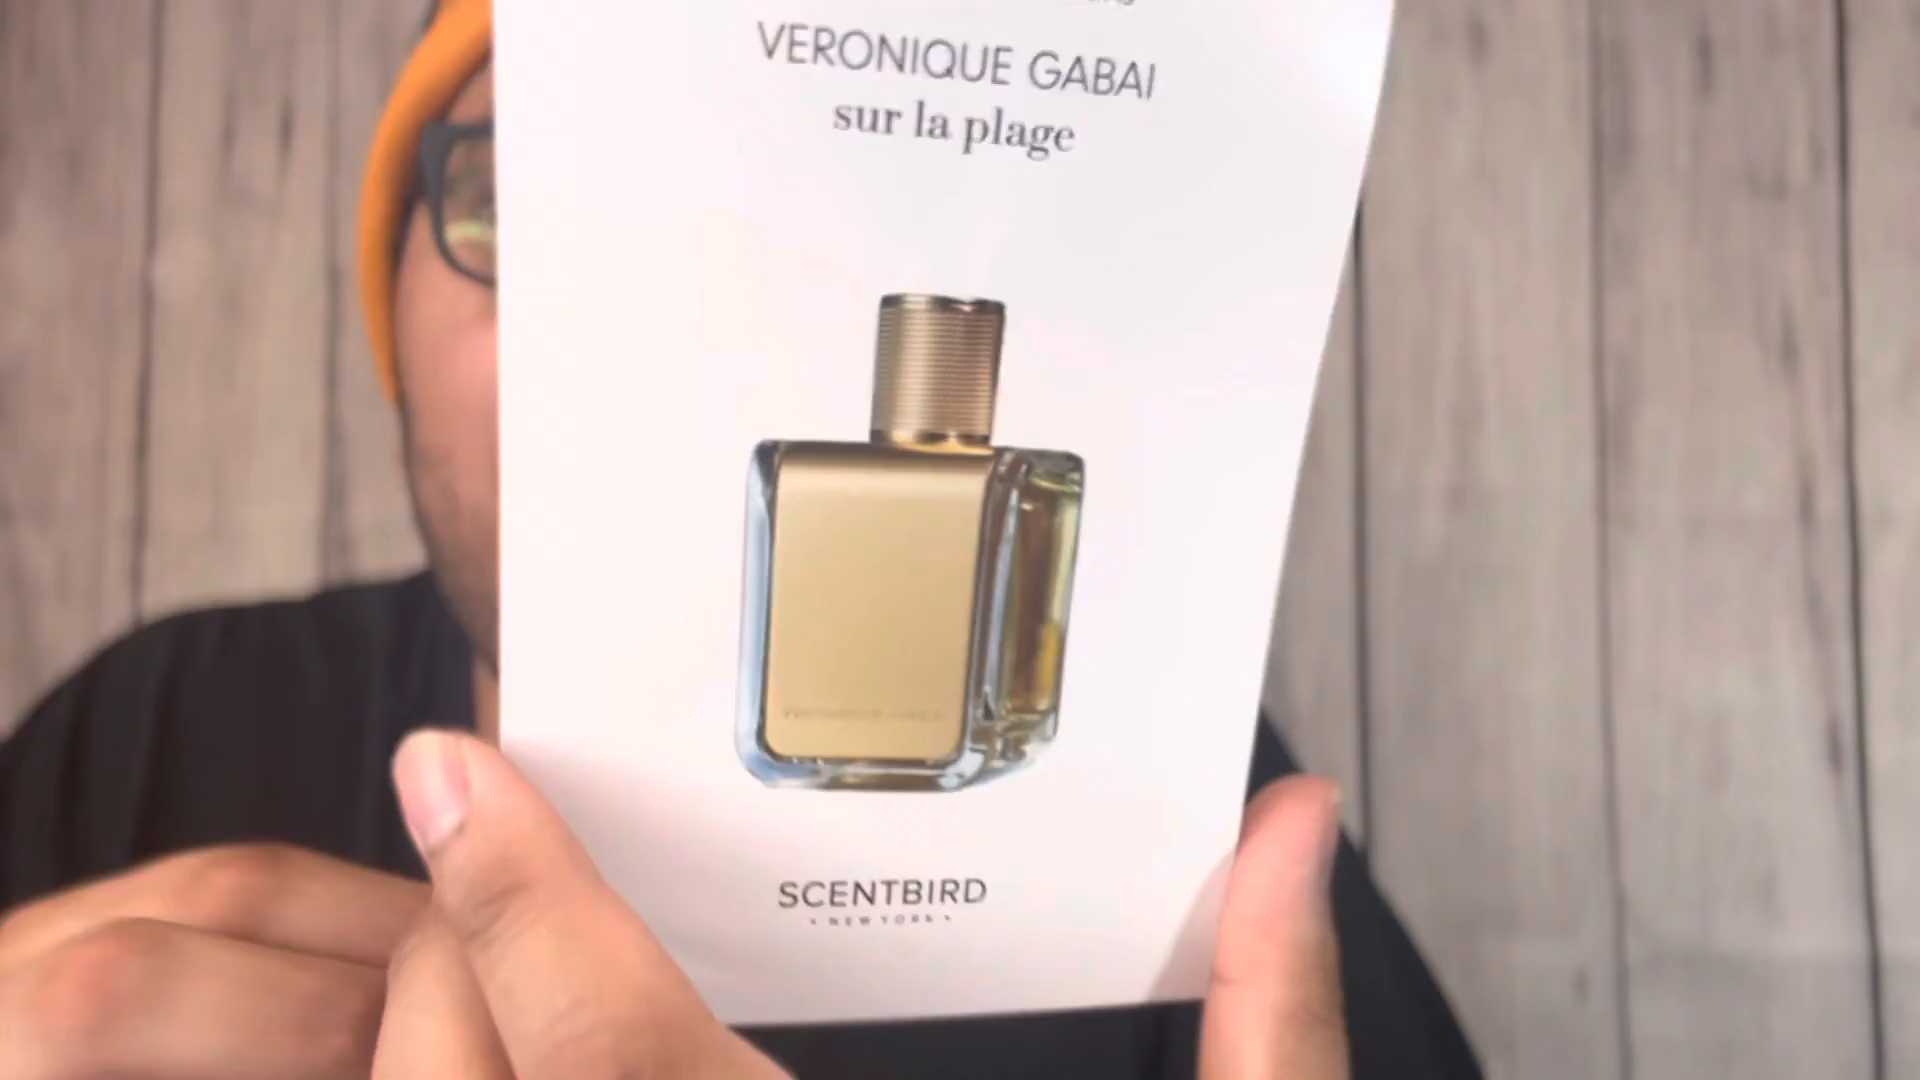 VERONIQUE GABAI
sur la plage
SCENTBIRD
• NEW YORK •